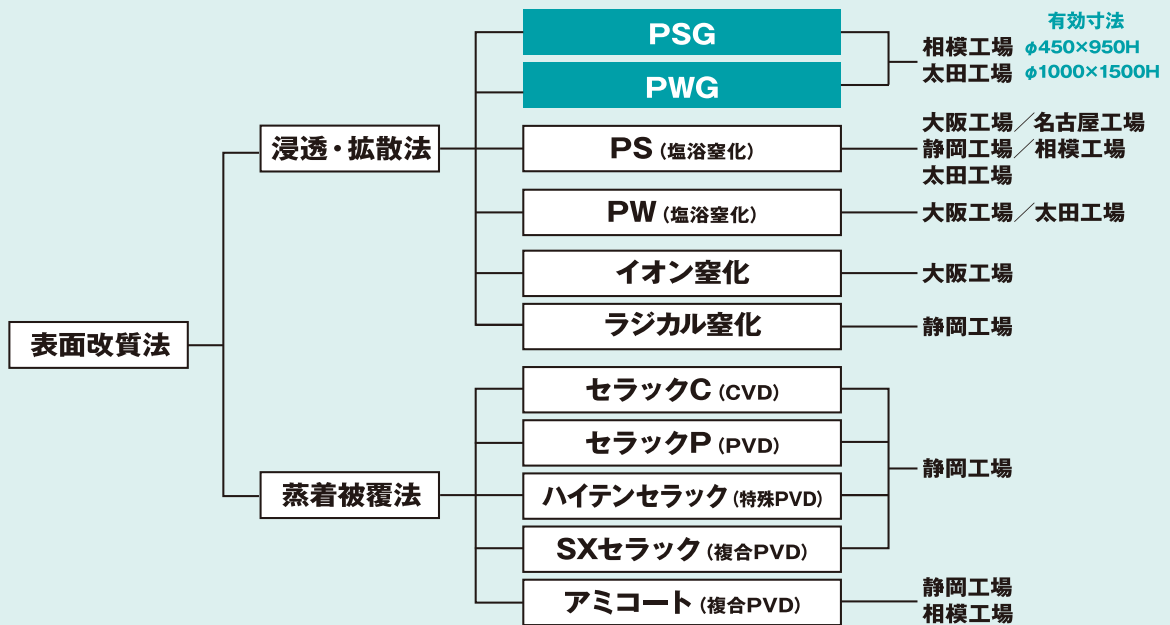 表面改質法
浸透・拡散法
PSG
PWG
有効寸法
相模工場 φ450×950H
太田工場 φ1000×1500H
PS（塩浴窒化）
大阪工場／名古屋工場
静岡工場／相模工場
太田工場
PW（塩浴窒化）
大阪工場／太田工場
イオン窒化
大阪工場
ラジカル窒化
静岡工場
蒸着被覆法
セラックC（CVD）
セラックP（PVD）
ハイテンセラック（特殊PVD）
SXセラック（複合PVD）
静岡工場
アミコート（複合PVD）
静岡工場
相模工場